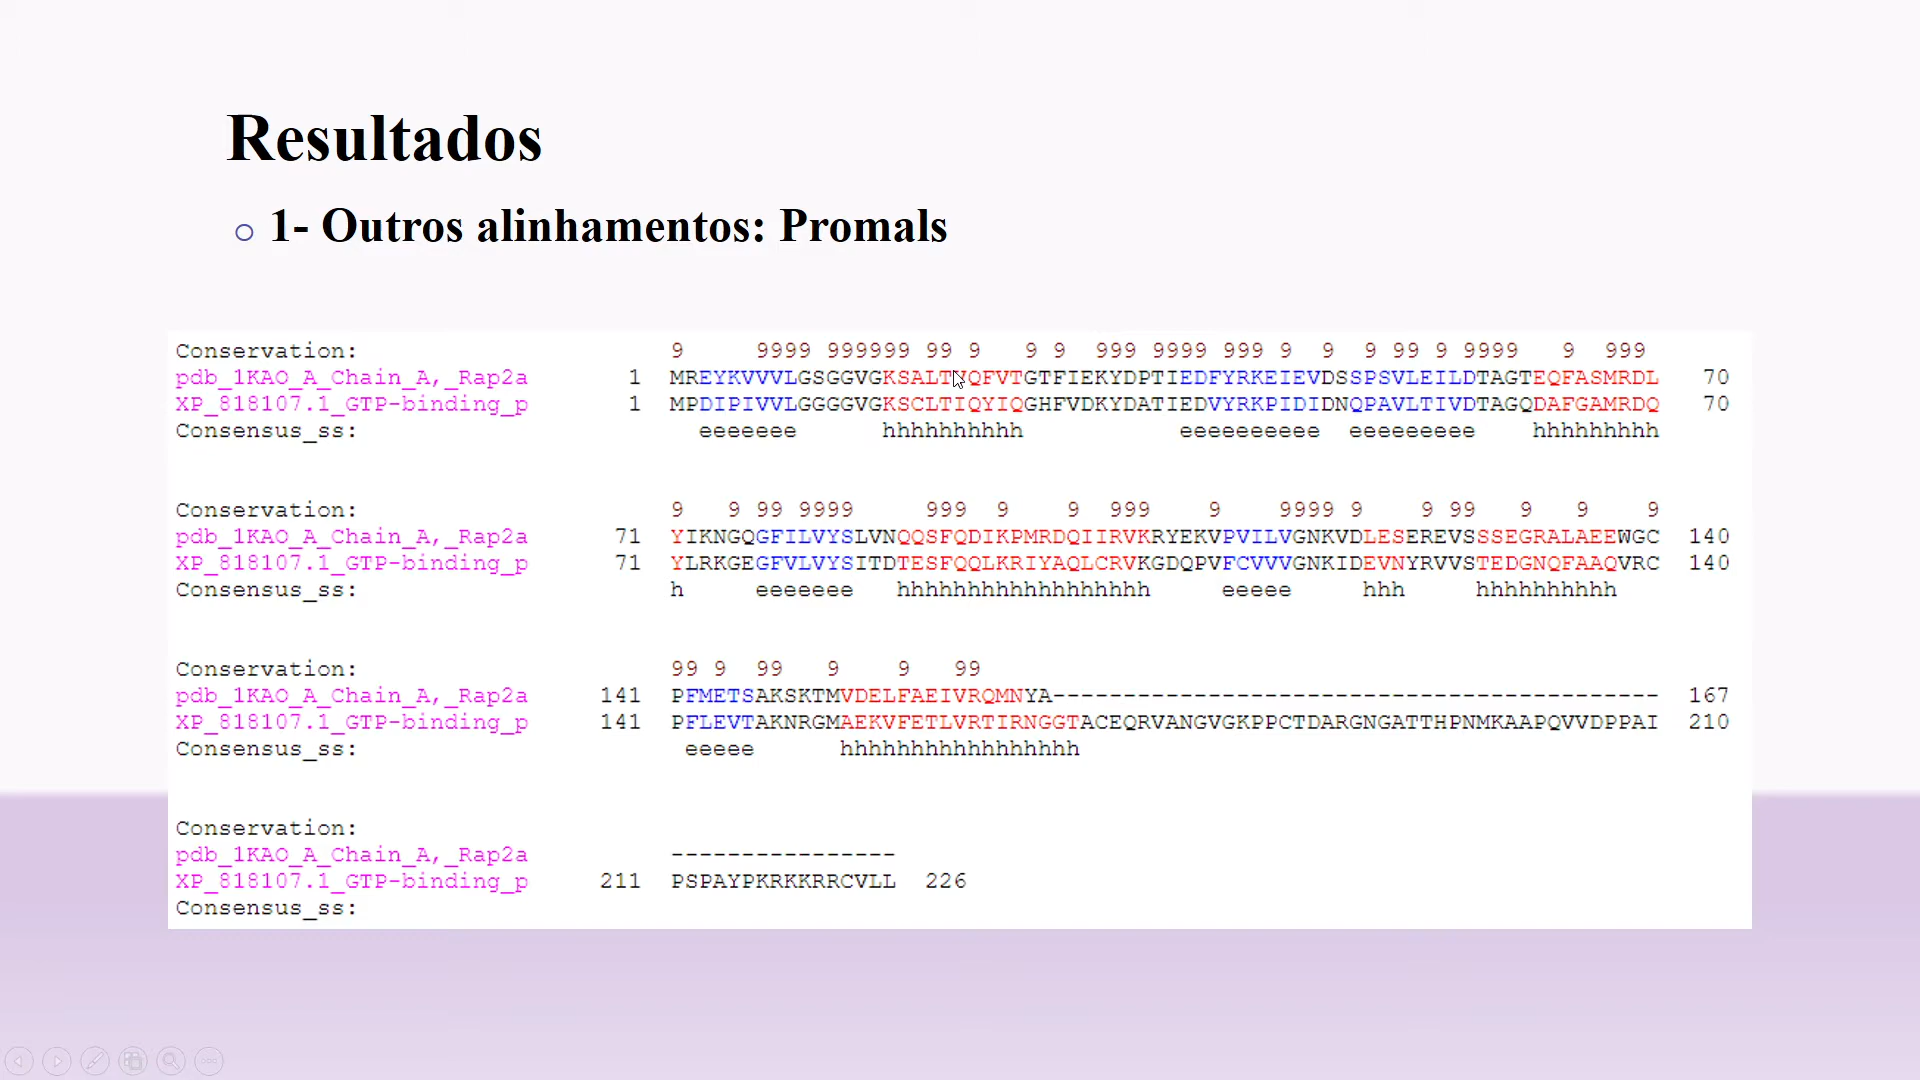 Resultados
1- Outros alinhamentos: Promals
Conservation: 9 9999 999999 99 9 9 9 999 9999 999 9 9 9 99 9 9999 9 999
pdb_1KAO_A_Chain_A,_Rap2a 1 MREYKVVVLGSGGVGKSALTVQFVTGTFIEKYDPTIEDFYRKEIEVDSSPSVLEILDTAGTEQFASMRDL 70
XP_818107.1_GTP-binding_p 1 MPDIPIVVLGGGGVGKSCLTIQYIQGHFVDKYDATIEDVYRKPIDIDNQPAVLTIVDTAGQDAFGAMRDQ 70
Consensus_ss: eeeeeee hhhhhhhhhh eeeeeeeeee eeeeeeeee hhhhhhhhh
Conservation: 9 9 99 9999 999 9 9 999 9 9999 9 9 99 9 9 9
pdb_1KAO_A_Chain_A,_Rap2a 71 YIKNGQGFILVYSLVNQQSFQDIKPMRDQIIRVKRYEKVPVILVGNKVDLESEREVSSSEGRALAEEWGC 140
XP_818107.1_GTP-binding_p 71 YLRKGEGFVLVYSITDTESFQQLKRIYAQLCRVKGDQPVFCVVVGNKIDEVNYRVVSTEDGNQFAAQVRC 140
Consensus_ss: h eeeeeee hhhhhhhhhhhhhhhhhh eeeee hhh hhhhhhhhhh
Conservation: 99 9 99 9 9 99
pdb_1KAO_A_Chain_A,_Rap2a 141 PFMETSAKSKTMVDELFAEIVRQMNYA------------------------------------------- 167
XP_818107.1_GTP-binding_p 141 PFLEVTAKNRGMAEKVFETLVRTIRNGGTACEQRVANGVGKPPCTDARGNGATTHPNMKAAPQVVDPPAI 210
Consensus_ss: eeeee hhhhhhhhhhhhhhhhh
Conservation:
pdb_1KAO_A_Chain_A,_Rap2a ----------------
XP_818107.1_GTP-binding_p 211 PSPAYPKRKKRRCVLL 226
Consensus_ss: